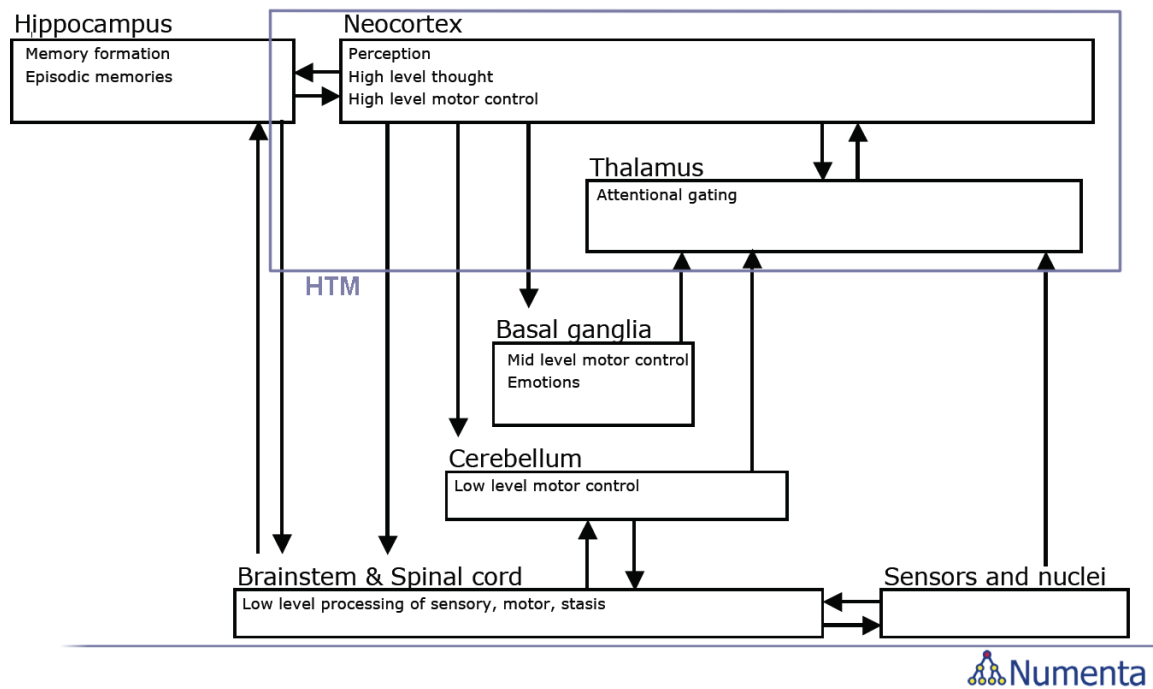 Hippocampus
Memory formation
Episodic memories
Neocortex
Perception
High level thought
High level motor control
Thalamus
Attentional gating
HTM
Basal ganglia
Mid level motor control
Emotions
Cerebellum
Low level motor control
Brainstem & Spinal cord
Low level processing of sensory, motor, stasis
Sensors and nuclei
Numenta